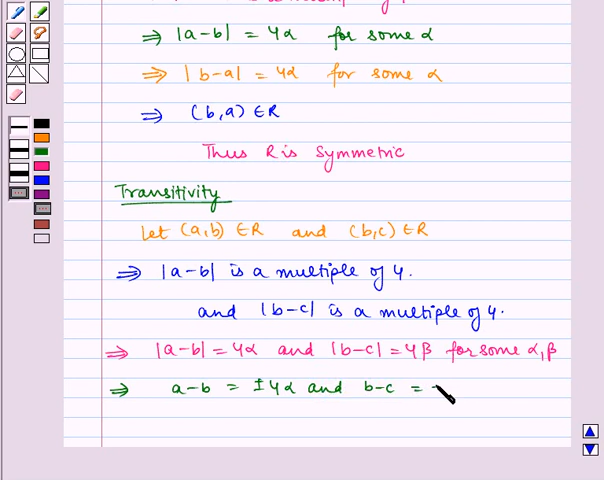 ⇒ |a-b| = 4α for some α
⇒ |b-a| = 4α for some α
⇒ (b,a) ∈ R
Thus R is Symmetric
Transitivity
Let (a,b) ∈ R and (b,c) ∈ R
⇒ |a-b| is a multiple of 4.
and |b-c| is a multiple of 4.
⇒ |a-b| = 4α and |b-c| = 4β for some α,β
⇒ a-b = ±4α and b-c =